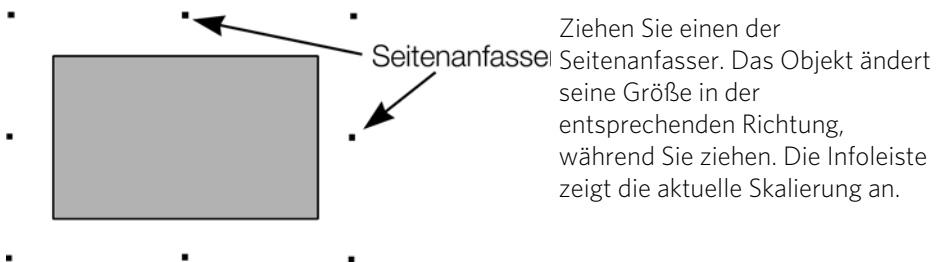 Seitenanfasse
Ziehen Sie einen der
Seitenanfasser. Das Objekt ändert
seine Größe in der
entsprechenden Richtung,
während Sie ziehen. Die Infoleiste
zeigt die aktuelle Skalierung an.